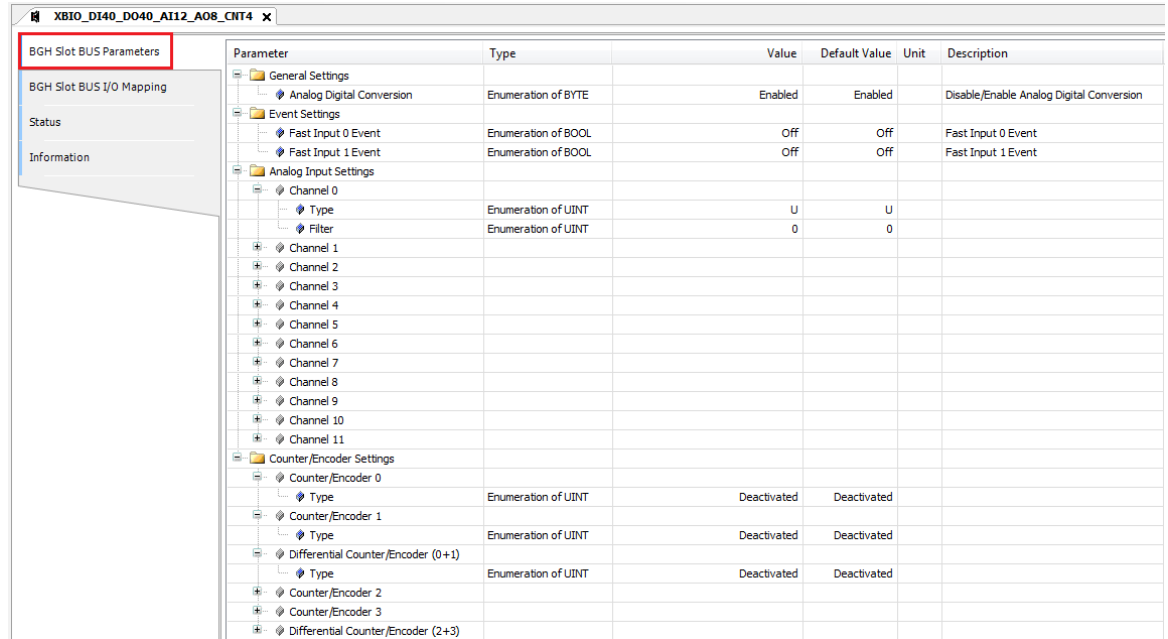 XBIO_DI40_DO40_AI12_AO8_CNT4 x
BGH Slot BUS Parameters
BGH Slot BUS I/O Mapping
Status
Information
Parameter Type Value Default Value Unit Description
General Settings
Analog Digital Conversion Enumeration of BYTE Enabled Enabled Disable/Enable Analog Digital Conversion
Event Settings
Fast Input 0 Event Enumeration of BOOL Off Off Fast Input 0 Event
Fast Input 1 Event Enumeration of BOOL Off Off Fast Input 1 Event
Analog Input Settings
Channel 0
Type Enumeration of UINT U U
Filter Enumeration of UINT 0 0
Channel 1
Channel 2
Channel 3
Channel 4
Channel 5
Channel 6
Channel 7
Channel 8
Channel 9
Channel 10
Channel 11
Counter/Encoder Settings
Counter/Encoder 0
Type Enumeration of UINT Deactivated Deactivated
Counter/Encoder 1
Type Enumeration of UINT Deactivated Deactivated
Differential Counter/Encoder (0+1)
Type Enumeration of UINT Deactivated Deactivated
Counter/Encoder 2
Counter/Encoder 3
Differential Counter/Encoder (2+3)